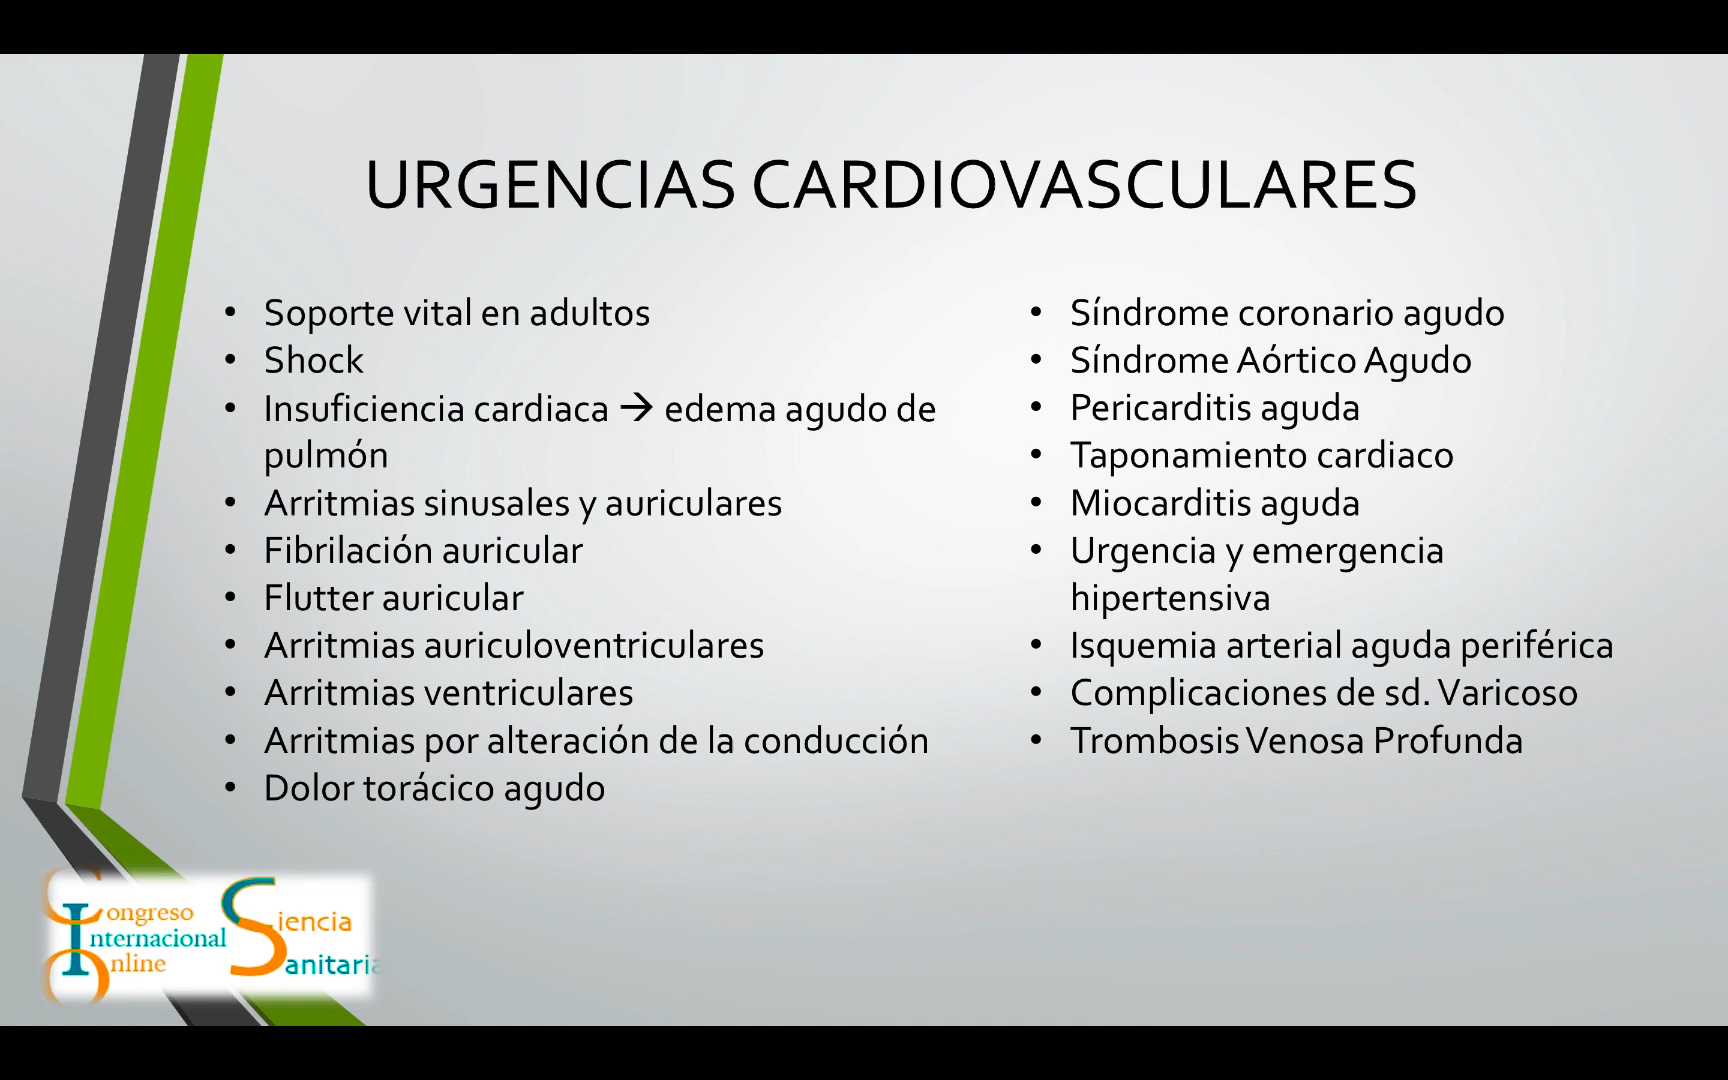 URGENCIAS CARDIOVASCULARES
• Soporte vital en adultos
• Shock
• Insuficiencia cardiaca → edema agudo de
pulmón
• Arritmias sinusales y auriculares
• Fibrilación auricular
• Flutter auricular
• Arritmias auriculoventriculares
• Arritmias ventriculares
• Arritmias por alteración de la conducción
• Dolor torácico agudo
• Síndrome coronario agudo
• Síndrome Aórtico Agudo
• Pericarditis aguda
• Taponamiento cardiaco
• Miocarditis aguda
• Urgencia y emergencia
hipertensiva
• Isquemia arterial aguda periférica
• Complicaciones de sd. Varicoso
• Trombosis Venosa Profunda
Congreso
Internacional
Online
Siencia
Sanitaria